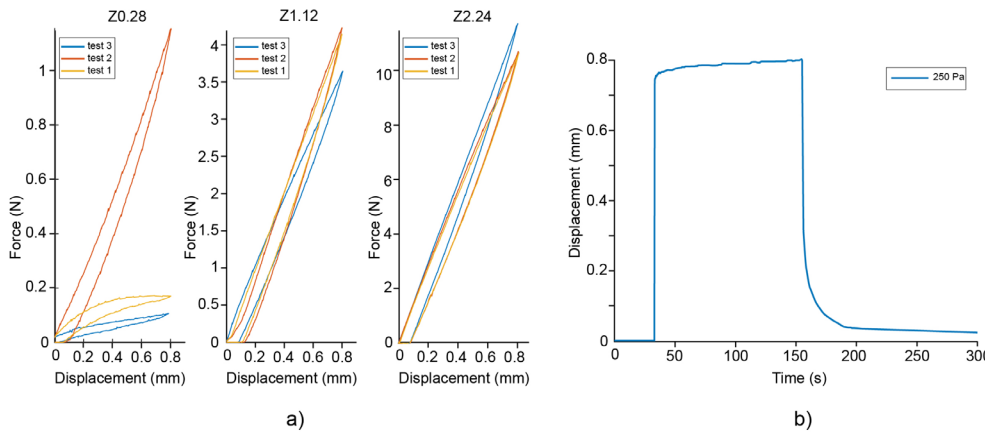 Z0.28
test 3
test 2
test 1
Force (N)
1
0.8
0.6
0.4
0.2
0
0 0.2 0.4 0.6 0.8
Displacement (mm)
Z1.12
test 3
test 2
test 1
Force (N)
4
3.5
3
2.5
2
1.5
1
0.5
0
0 0.2 0.4 0.6 0.8
Displacement (mm)
Z2.24
test 3
test 2
test 1
Force (N)
10
8
6
4
2
0
0 0.2 0.4 0.6 0.8
Displacement (mm)
a)
250 Pa
Displacement (mm)
0.8
0.6
0.4
0.2
0
0 50 100 150 200 250 300
Time (s)
b)